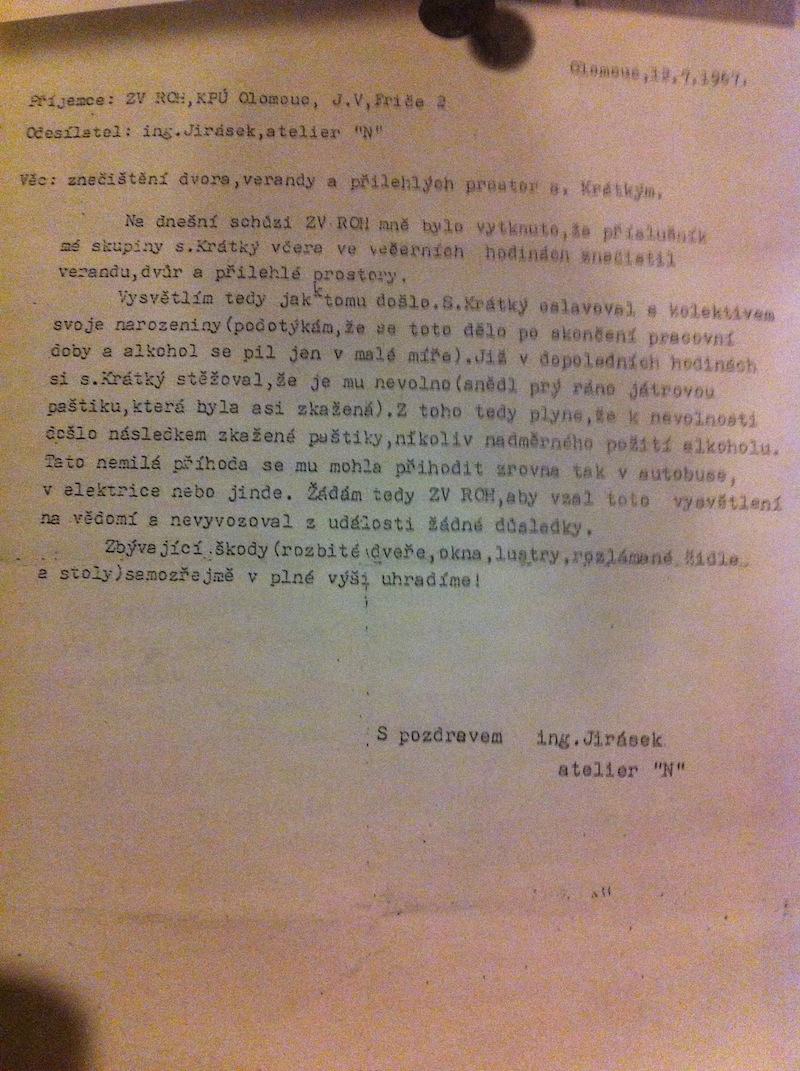 Olomouc,12.7.1967.
Příjemce: ZV ROH,KPÚ Olomouc, J.V,Friče 2
Odesílatel: ing.Jirásek,atelier "N"
Věc: znečištění dvora,verandy a přilehlých prostor s. Krátkým.
Na dnešní schůzi ZV ROH mně bylo vytknuto,že příslušník
mé skupiny s.Krátký včera ve večerních hodinách znečistil
verandu,dvůr a přilehlé prostory.
Vysvětlím tedy jak k tomu došlo.S.Krátký oslavoval s kolektivem
svoje narozeniny(podotýkám,že se toto dělo po skončení pracovní
doby a alkohol se pil jen v malé míře).Již v dopoledních hodinách
si s.Krátký stěžoval,že je mu nevolno(snědl prý ráno játrovou
paštiku,která byla asi zkažená).Z toho tedy plyne,že k nevolnosti
došlo následkem zkažené paštiky,nikoliv nadměrného požití alkoholu.
Tato nemilá příhoda se mu mohla přihodit zrovna tak v autobuse,
v elektrice nebo jinde. Žádám tedy ZV ROH,aby vzal toto vysvětlení
na vědomí a nevyvozoval z události žádné důsledky.
Zbývající škody(rozbité dveře,okna,lustry,rozlámané židle
a stoly)samozřejmě v plné výši uhradíme!
S pozdravem ing.Jirásek
atelier "N"